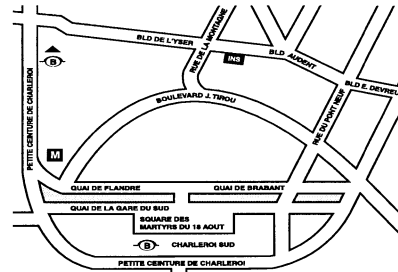 BLD DE L'YSER
RUE DE LA MONTAGNE
INS
BLD AUDENT
BLD E. DEVREU
B
PETITE CEINTURE DE CHARLEROI
BOULEVARD J. TIROU
RUE DU PONT NEUF
M
QUAI DE FLANDRE
QUAI DE BRABANT
QUAI DE LA GARE DU SUD
SQUARE DES
MARTYRS DU 18 AOUT
B
CHARLEROI SUD
PETITE CEINTURE DE CHARLEROI